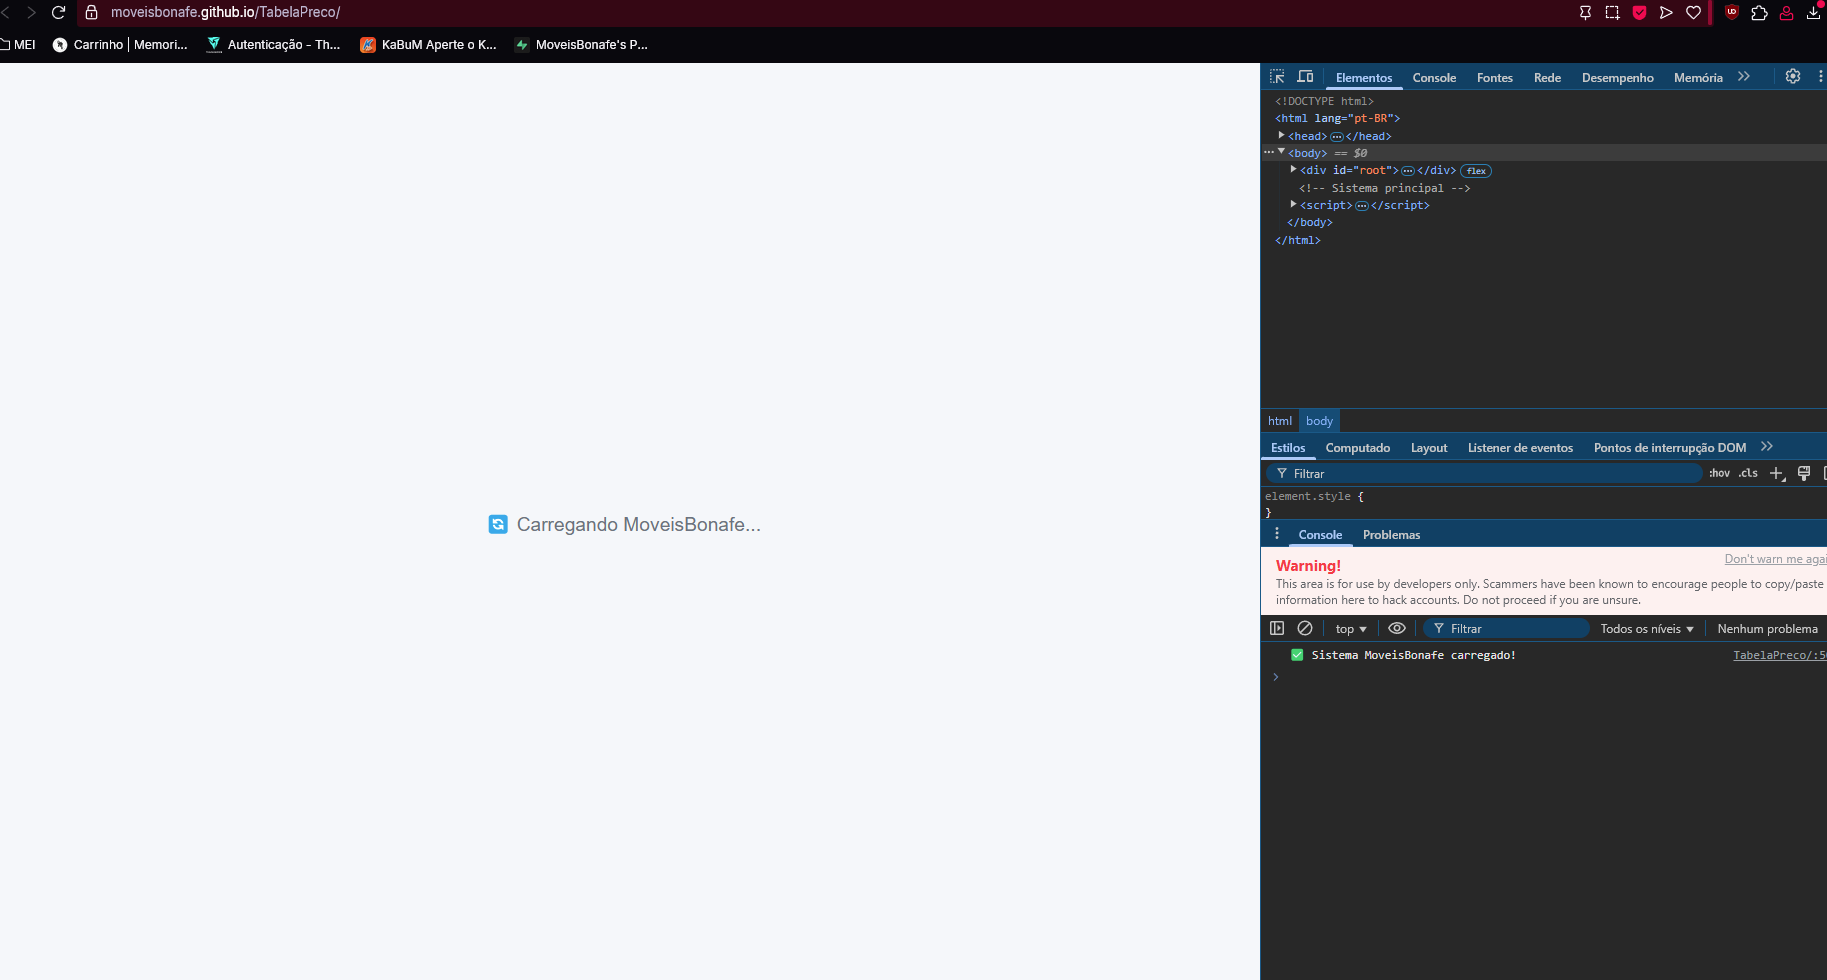 moveisbonafe.github.io/TabelaPreco/
MEI
Carrinho | Memori...
Autenticação - Th...
KaBuM Aperte o K...
MoveisBonafe's P...
Carregando MoveisBonafe...
Elementos Console Fontes Rede Desempenho Memória
<!DOCTYPE html>
<html lang="pt-BR">
<head> ... </head>
... <body> == $0
<div id="root"> ... </div> flex
<!-- Sistema principal -->
<script> ... </script>
</body>
</html>
html body
Estilos Computado Layout Listener de eventos Pontos de interrupção DOM
Filtrar :hov .cls
element.style {
}
Console Problemas
Don't warn me agai
Warning!
This area is for use by developers only. Scammers have been known to encourage people to copy/paste
information here to hack accounts. Do not proceed if you are unsure.
top Filtrar Todos os níveis Nenhum problema
Sistema MoveisBonafe carregado! TabelaPreco/:5